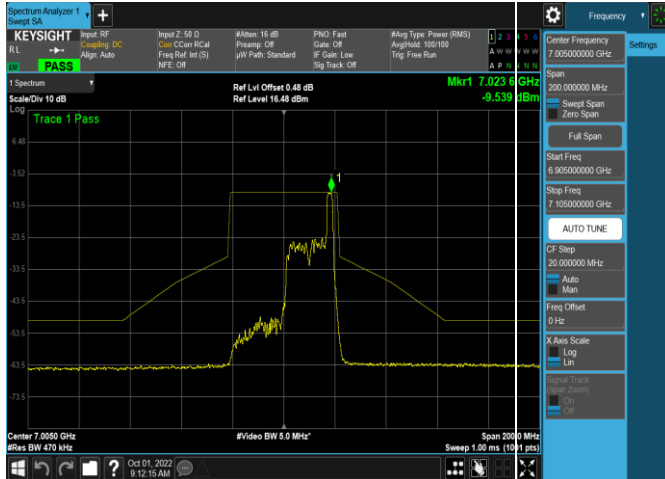 Spectrum Analyzer 1
Swept SA
Frequency
KEYSIGHT
Input: RF
Coupling: DC
Align: Auto
Input Z: 50 Ω
Corr CCorr RCal
Freq Ref: Int (S)
NFE: Off
#Atten: 16 dB
Preamp: Off
µW Path: Standard
PNO: Fast
Gate: Off
IF Gain: Low
Sig Track: Off
#Avg Type: Power (RMS)
Avg|Hold: 100/100
Trig: Free Run
1 2 3 4 5 6
A W W W W W
A P N N N N
R L
PASS
1 Spectrum
Scale/Div 10 dB
Log
Ref Lvl Offset 0.48 dB
Ref Level 16.48 dBm
Mkr1 7.023 6 GHz
-9.539 dBm
Trace 1 Pass
1
6.48
-3.52
-13.5
-23.5
-33.5
-43.5
-53.5
-63.5
-73.5
Center 7.0050 GHz
#Res BW 470 kHz
#Video BW 5.0 MHz*
Span 200.0 MHz
Sweep 1.00 ms (1001 pts)
Oct 01, 2022
9:12:15 AM
Center Frequency
7.005000000 GHz
Settings
Span
200.000000 MHz
Swept Span
Zero Span
Full Span
Start Freq
6.905000000 GHz
Stop Freq
7.105000000 GHz
AUTO TUNE
CF Step
20.000000 MHz
Auto
Man
Freq Offset
0 Hz
X Axis Scale
Log
Lin
Signal Track
(Span Zoom)
On
Off